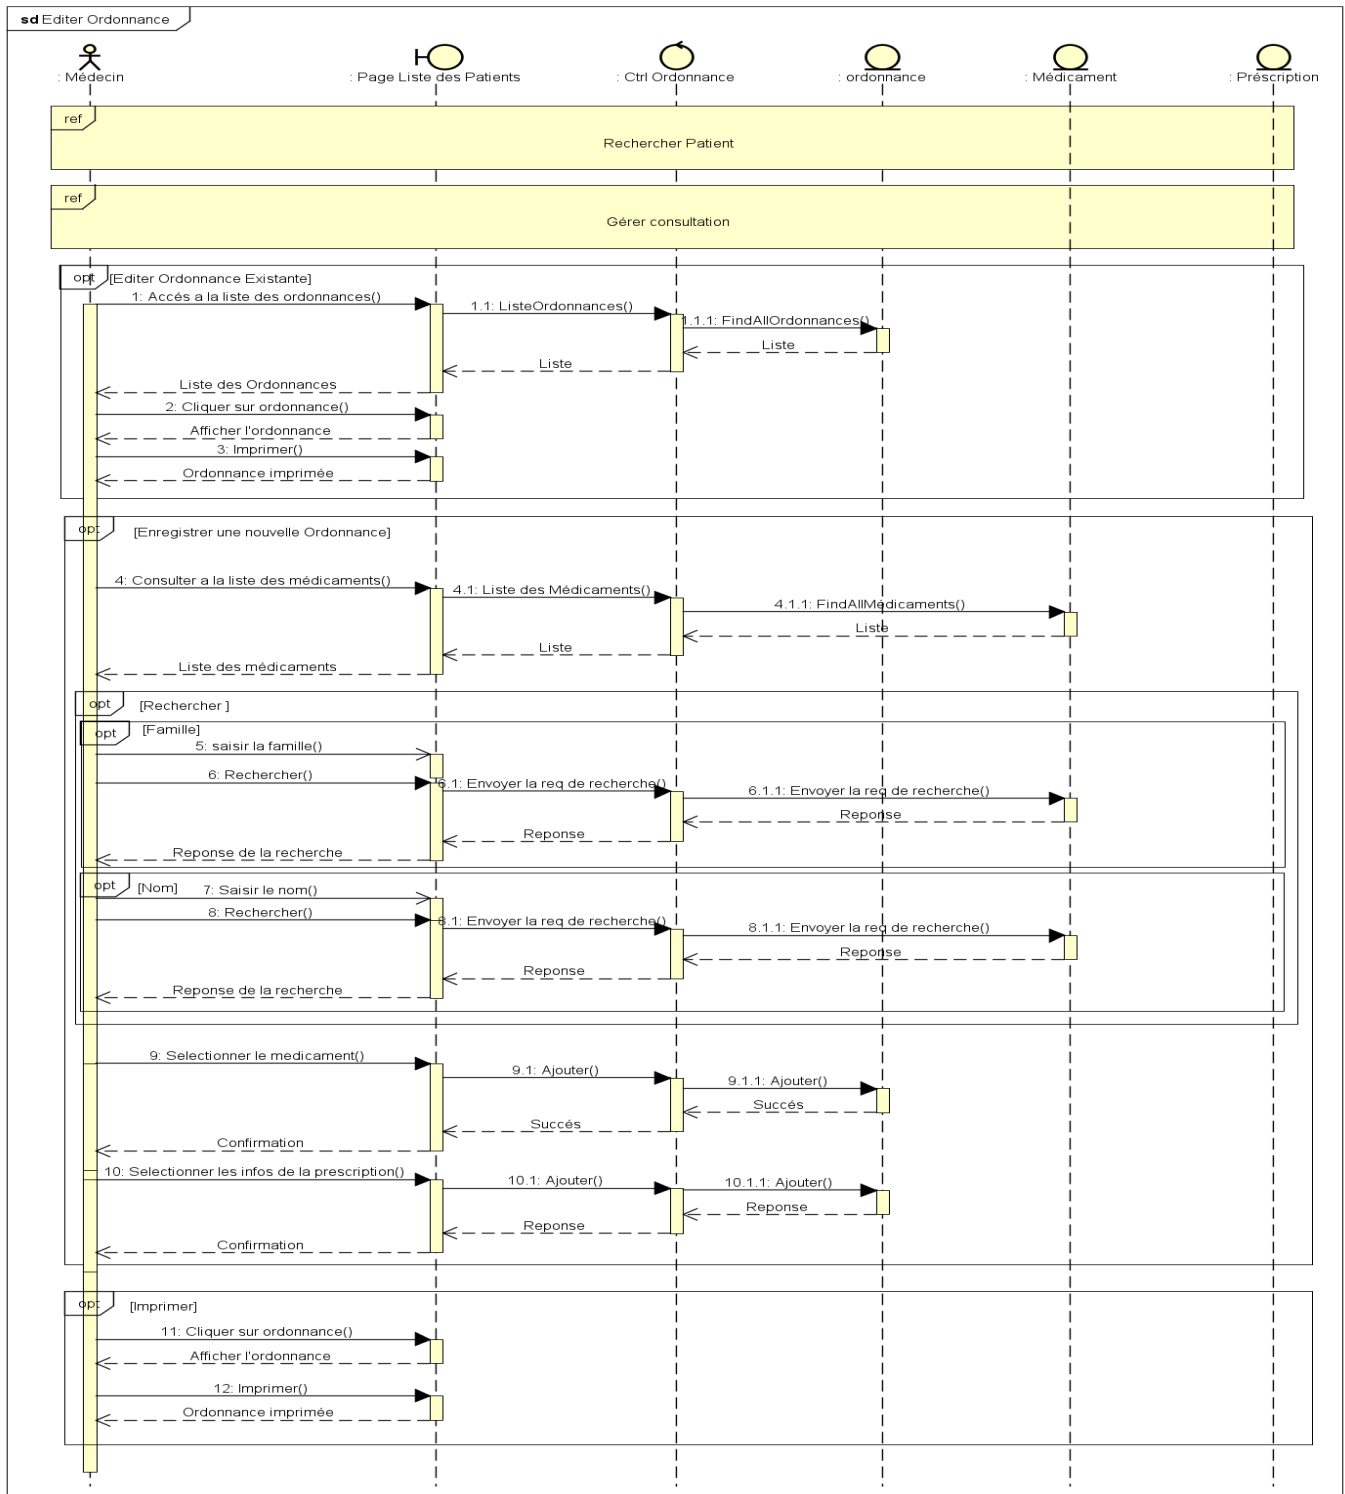 sd Editer Ordonnance
: Médecin
: Page Liste des Patients
: Ctrl Ordonnance
: ordonnance
: Médicament
: Préscription
ref
Rechercher Patient
ref
Gérer consultation
opt [Editer Ordonnance Existante]
1: Accés a la liste des ordonnances()
1.1: ListeOrdonnances()
1.1.1: FindAllOrdonnances()
Liste
Liste
Liste des Ordonnances
2: Cliquer sur ordonnance()
Afficher l'ordonnance
3: Imprimer()
Ordonnance imprimée
opt [Enregistrer une nouvelle Ordonnance]
4: Consulter a la liste des médicaments()
4.1: Liste des Médicaments()
4.1.1: FindAllMédicaments()
Liste
Liste
Liste des médicaments
opt [Rechercher ]
opt [Famille]
5: saisir la famille()
6: Rechercher()
6.1: Envoyer la req de recherche()
6.1.1: Envoyer la req de recherche()
Reponse
Reponse
Reponse de la recherche
opt [Nom]
7: Saisir le nom()
8: Rechercher()
8.1: Envoyer la req de recherche()
8.1.1: Envoyer la req de recherche()
Reponse
Reponse
Reponse de la recherche
9: Selectionner le medicament()
9.1: Ajouter()
9.1.1: Ajouter()
Succés
Succés
Confirmation
10: Selectionner les infos de la prescription()
10.1: Ajouter()
10.1.1: Ajouter()
Reponse
Reponse
Confirmation
opt [Imprimer]
11: Cliquer sur ordonnance()
Afficher l'ordonnance
12: Imprimer()
Ordonnance imprimée